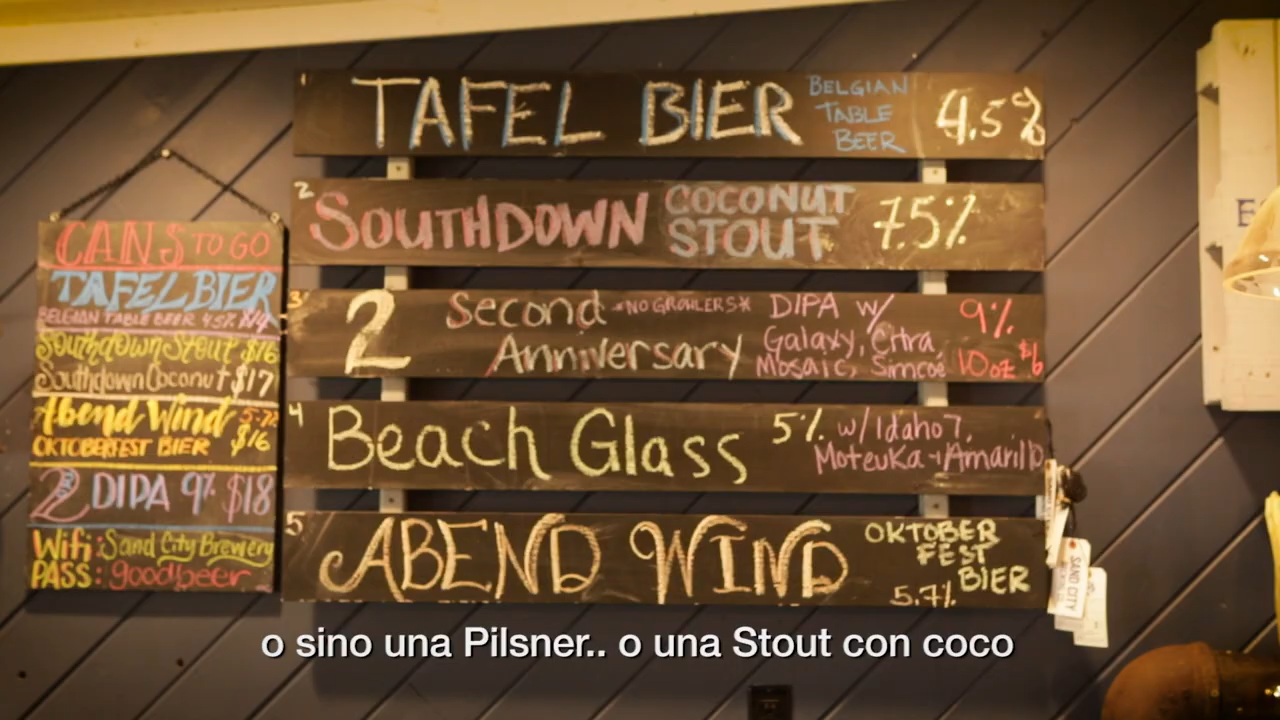 CANS TO GO
TAFEL BIER
BELGIAN TABLE BEER 4.5% $14
Southdown Stout $16
Southdown Coconut $17
Abend Wind 5.7%
OKTOBERFEST BIER $16
2 DIPA 9% $18
Wifi: Sand City Brewery
PASS: goodbeer
1 TAFEL BIER BELGIAN TABLE BEER 4.5%
2 SOUTHDOWN COCONUT STOUT 7.5%
3 2 Second *NO GROWLERS* DIPA w/ 9%
Anniversary Galaxy, Citra, Mosaic, Simcoe 10oz $6
4 Beach Glass 5% w/Idaho 7,
Moteuka + Amarillo
5 ABEND WIND OKTOBER FEST BIER 5.7%
SAND CITY
E
o sino una Pilsner.. o una Stout con coco